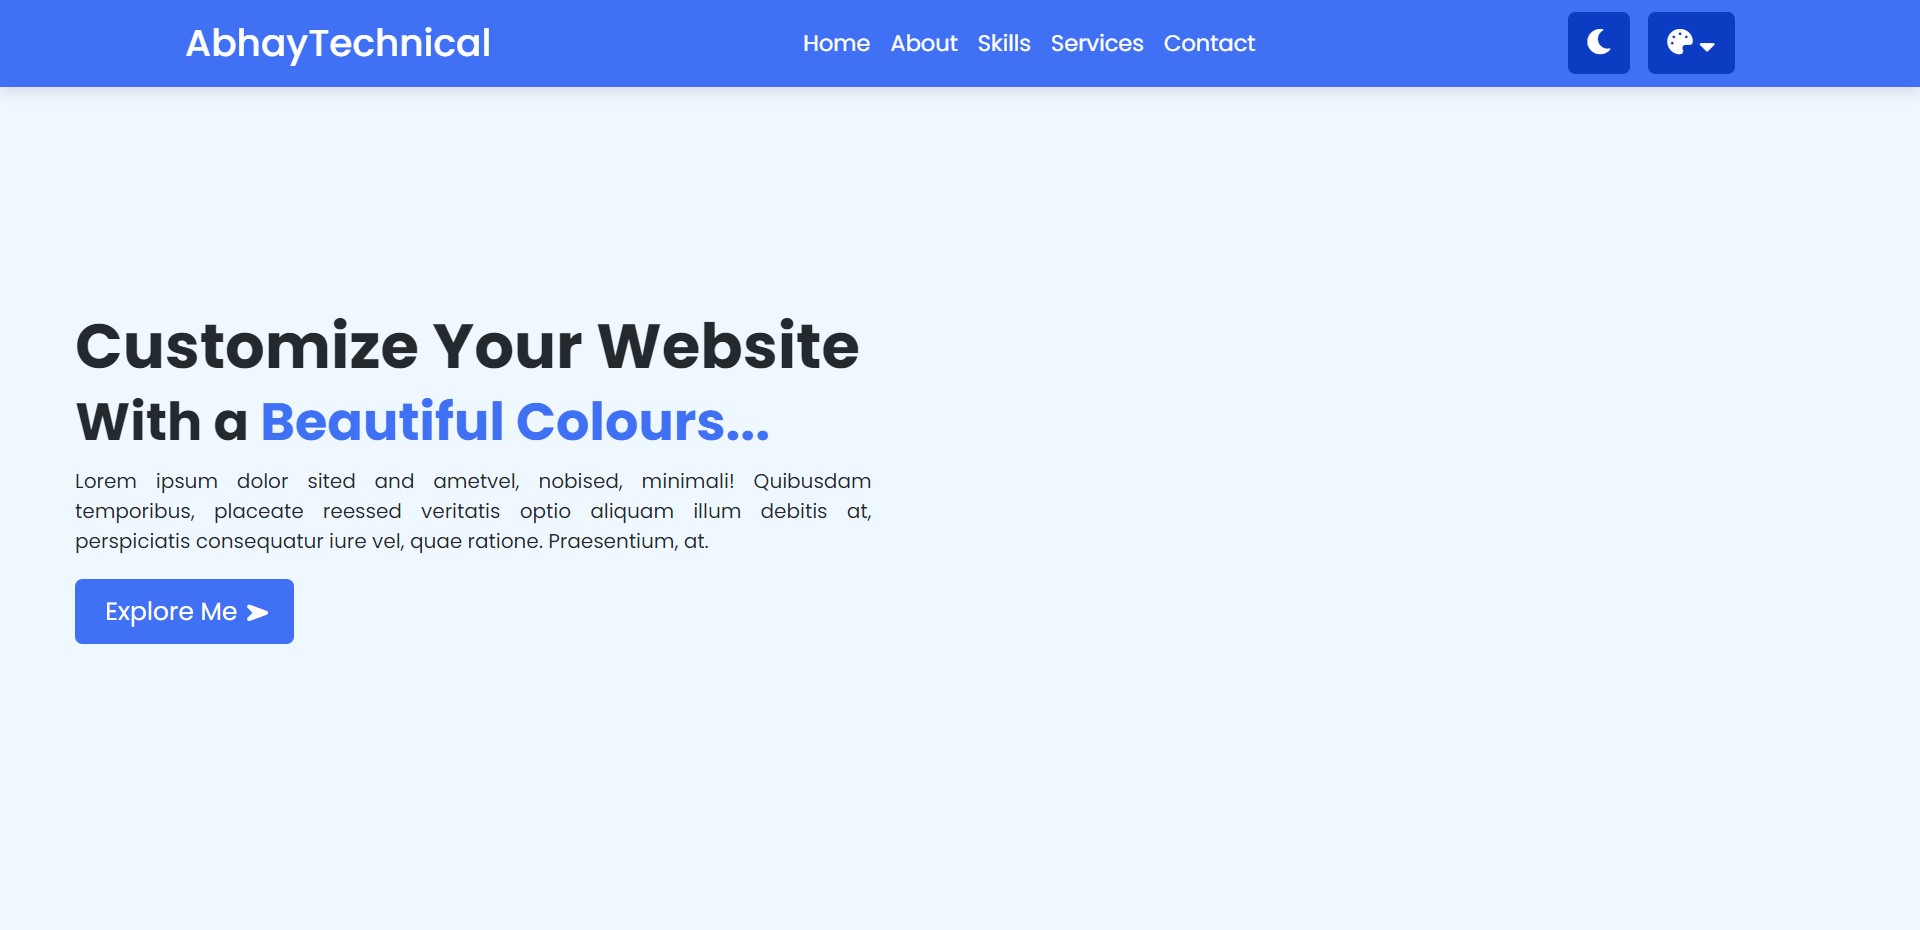 AbhayTechnical
Home About Skills Services Contact
Customize Your Website
With a Beautiful Colours...
Lorem ipsum dolor sited and ametvel, nobised, minimali! Quibusdam
temporibus, placeate reessed veritatis optio aliquam illum debitis at,
perspiciatis consequatur iure vel, quae ratione. Praesentium, at.
Explore Me